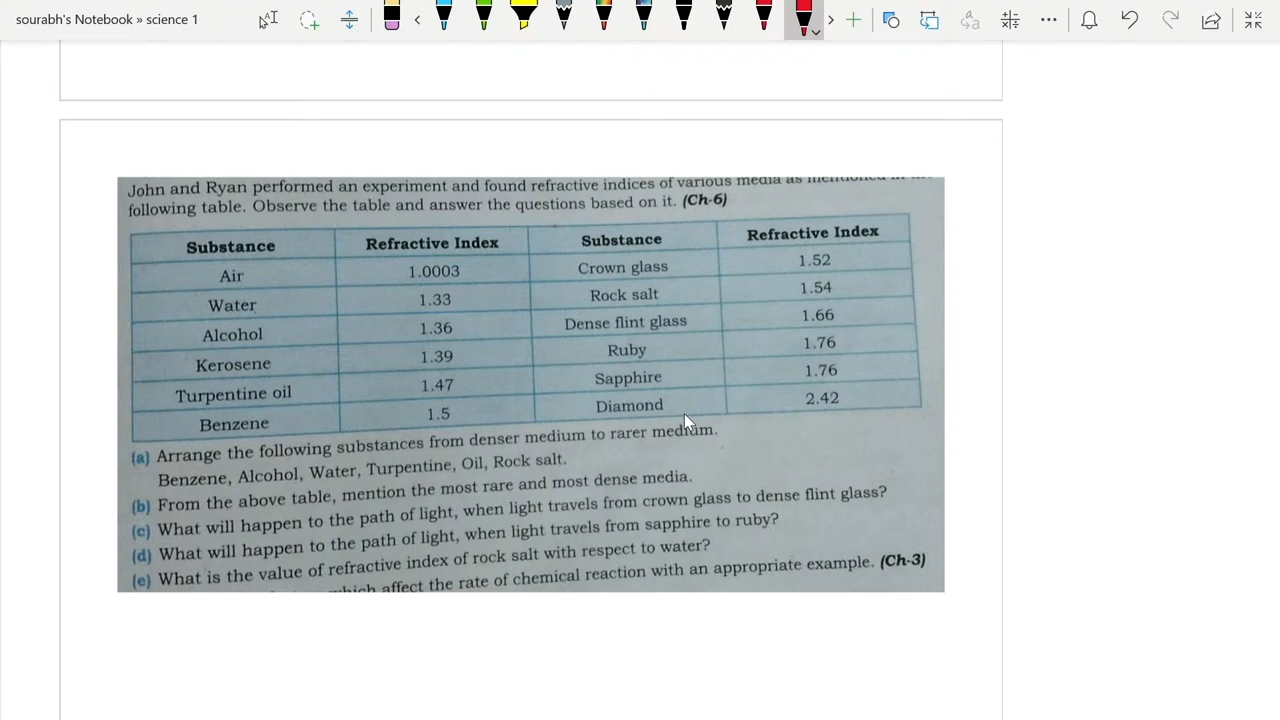 sourabh's Notebook » science 1
John and Ryan performed an experiment and found refractive indices of various media as mentioned in the
following table. Observe the table and answer the questions based on it. (Ch-6)
Substance Refractive Index Substance Refractive Index
Air 1.0003 Crown glass 1.52
Water 1.33 Rock salt 1.54
Alcohol 1.36 Dense flint glass 1.66
Kerosene 1.39 Ruby 1.76
Turpentine oil 1.47 Sapphire 1.76
Benzene 1.5 Diamond 2.42
(a) Arrange the following substances from denser medium to rarer medium.
Benzene, Alcohol, Water, Turpentine, Oil, Rock salt.
(b) From the above table, mention the most rare and most dense media.
(c) What will happen to the path of light, when light travels from crown glass to dense flint glass?
(d) What will happen to the path of light, when light travels from sapphire to ruby?
(e) What is the value of refractive index of rock salt with respect to water?
which affect the rate of chemical reaction with an appropriate example. (Ch-3)